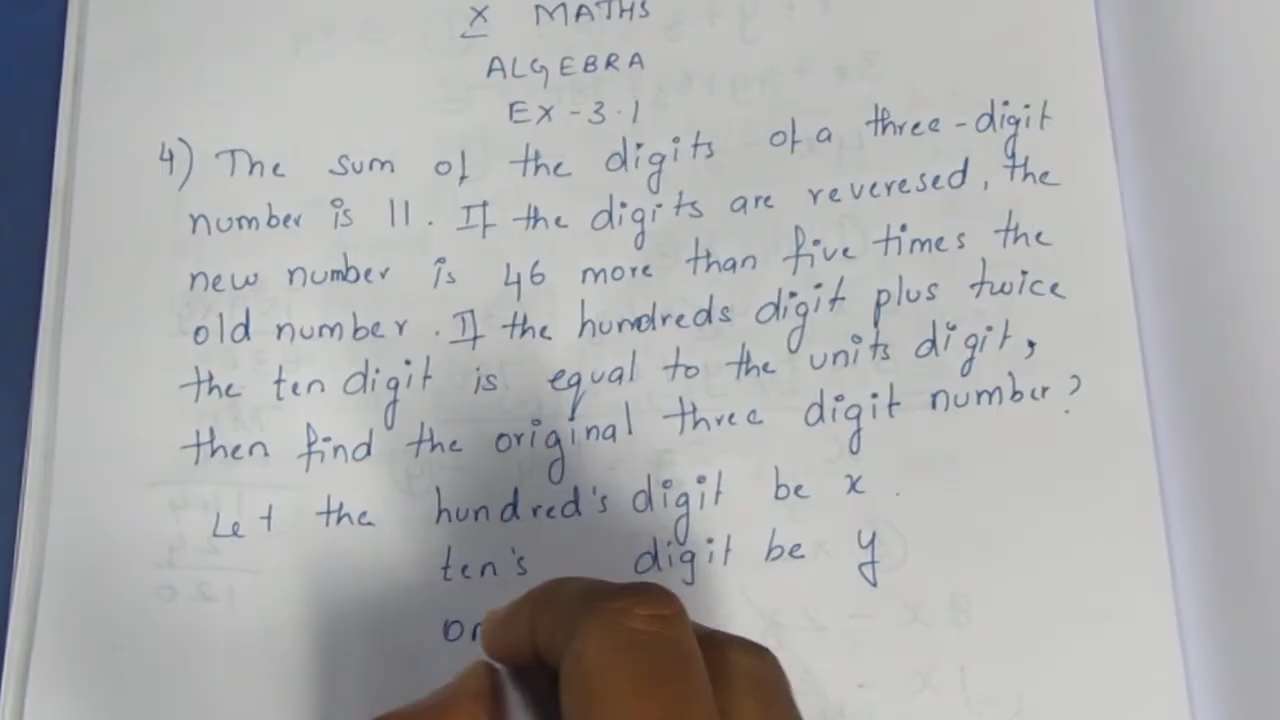 X MATHS
ALGEBRA
EX-3.1
4) The sum of the digits of a three-digit
number is 11. If the digits are reveresed, the
new number is 46 more than five times the
old number. If the hundreds digit plus twice
the ten digit is equal to the units digit,
then find the original three digit number?
Let the hundred's digit be x.
ten's digit be y
on